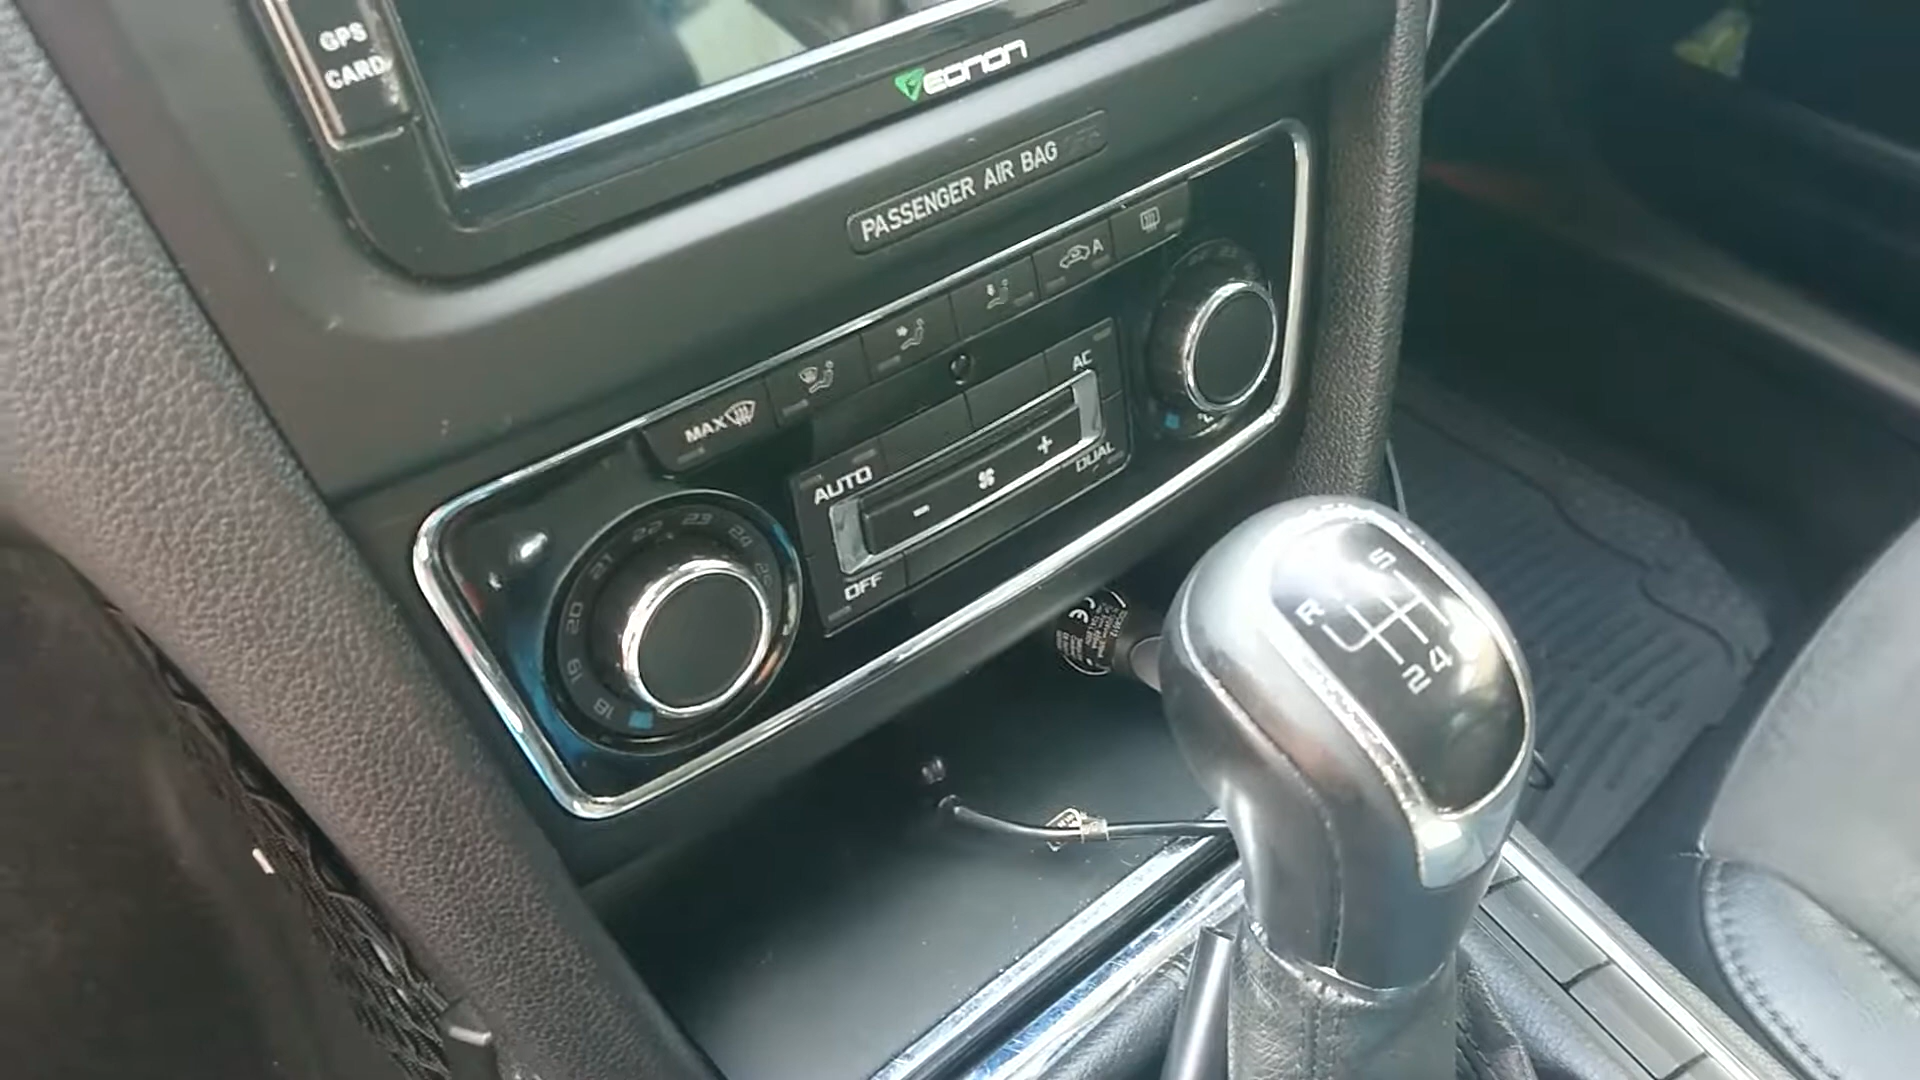 GPS
CARD
eonon
PASSENGER AIR BAG
A
MAX
AC
AUTO
- +
DUAL
OFF
18 19 20 21 22 23 24
CE
R
5
2 4